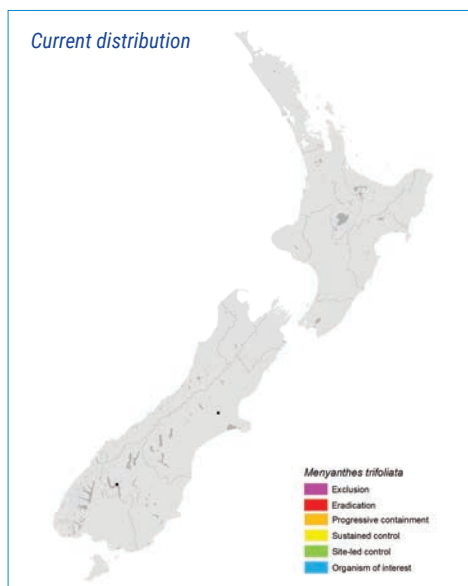 Current distribution
Menyanthes trifoliata
Exclusion
Eradication
Progressive containment
Sustained control
Site-led control
Organism of interest